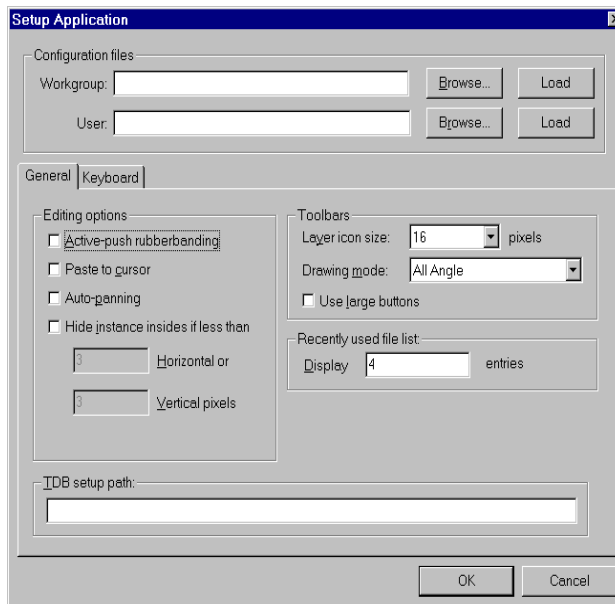 Setup Application
Configuration files
Workgroup: Browse... Load
User: Browse... Load
General Keyboard
Editing options
Active-push rubberbanding
Paste to cursor
Auto-panning
Hide instance insides if less than
3 Horizontal or
3 Vertical pixels
Toolbars
Layer icon size: 16 pixels
Drawing mode: All Angle
Use large buttons
Recently used file list:
Display 4 entries
TDB setup path:
OK Cancel